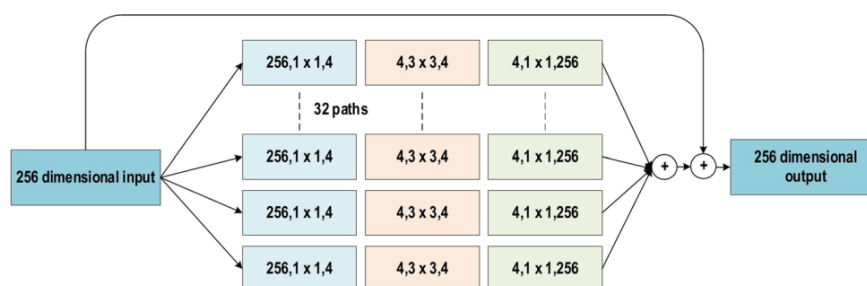 256,1 x 1,4 4,3 x 3,4 4,1 x 1,256
32 paths
256 dimensional input
256,1 x 1,4 4,3 x 3,4 4,1 x 1,256
+ +
256 dimensional
output
256,1 x 1,4 4,3 x 3,4 4,1 x 1,256
256,1 x 1,4 4,3 x 3,4 4,1 x 1,256